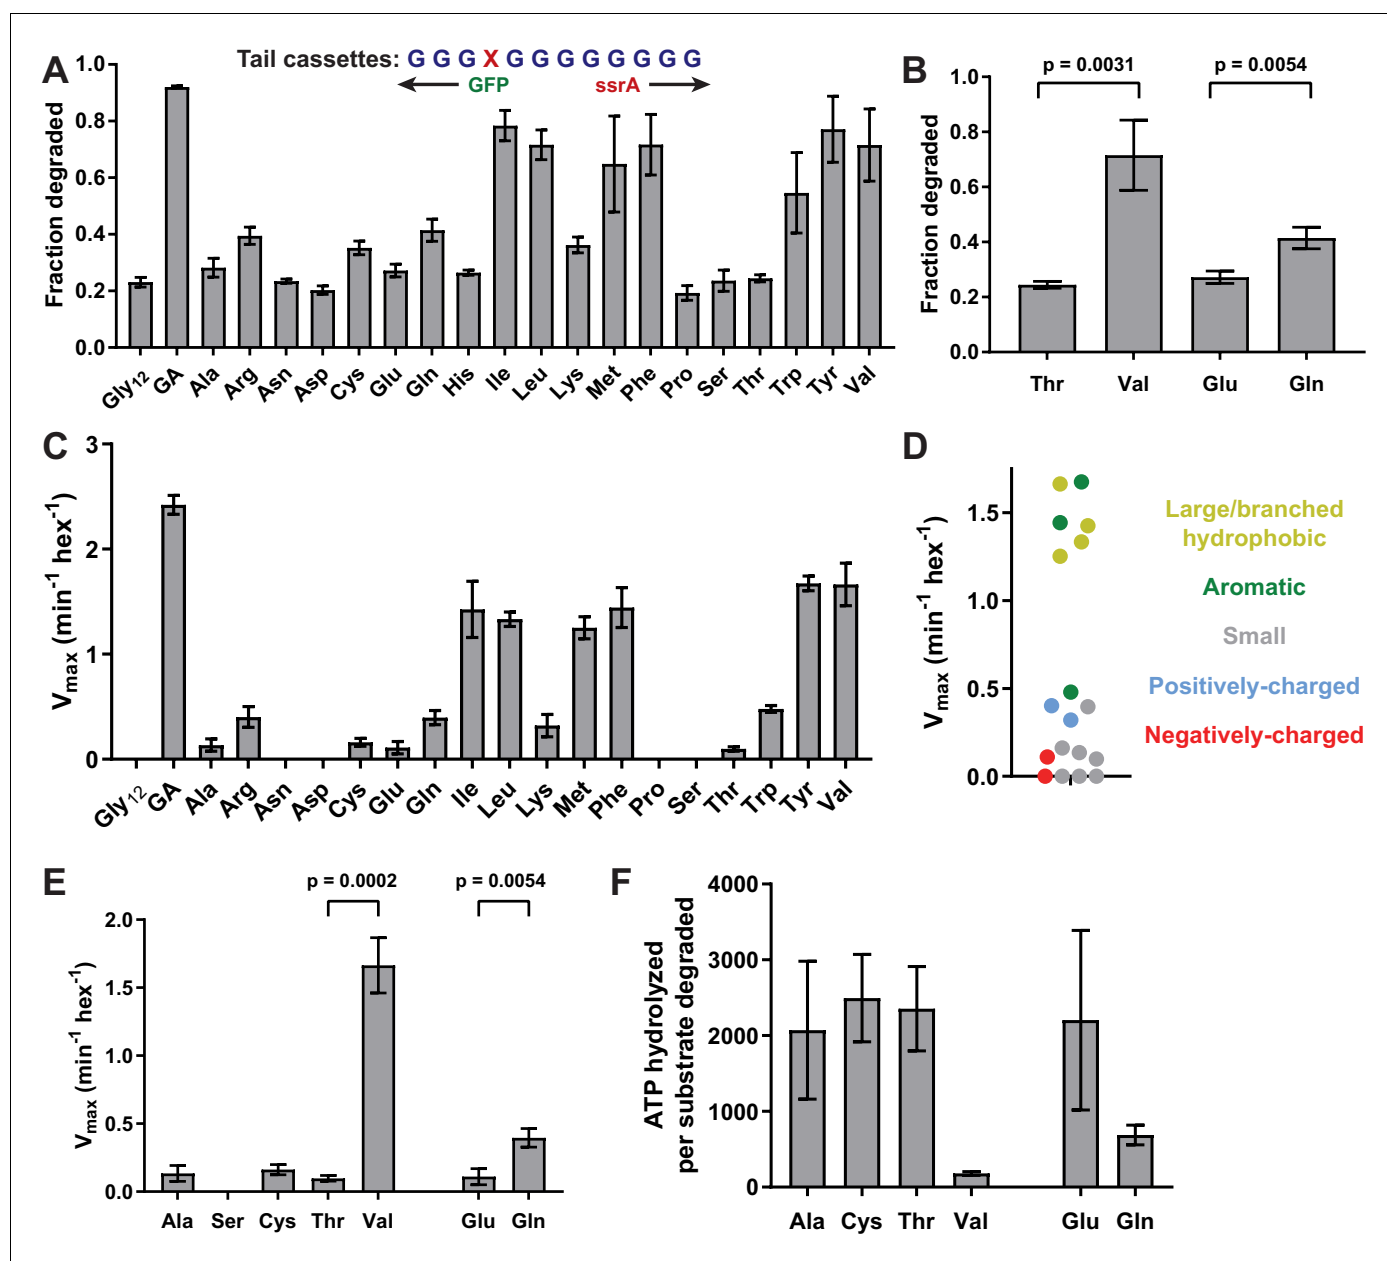 A
Tail cassettes: G G G X G G G G G G G G
GFP
ssrA
Fraction degraded
1.0
0.8
0.6
0.4
0.2
0.0
Gly12
GA
Ala
Arg
Asn
Asp
Cys
Glu
Gln
His
Ile
Leu
Lys
Met
Phe
Pro
Ser
Thr
Trp
Tyr
Val
B
p = 0.0031
p = 0.0054
Fraction degraded
1.0
0.8
0.6
0.4
0.2
0.0
Thr
Val
Glu
Gln
C
Vmax (min-1 hex-1)
3
2
1
0
Gly12
GA
Ala
Arg
Asn
Asp
Cys
Glu
Gln
Ile
Leu
Lys
Met
Phe
Pro
Ser
Thr
Trp
Tyr
Val
D
Vmax (min-1 hex-1)
1.5
1.0
0.5
0.0
Large/branched
hydrophobic
Aromatic
Small
Positively-charged
Negatively-charged
E
p = 0.0002
p = 0.0054
Vmax (min-1 hex-1)
2.0
1.5
1.0
0.5
0.0
Ala
Ser
Cys
Thr
Val
Glu
Gln
F
ATP hydrolyzed
per substrate degraded
4000
3000
2000
1000
0
Ala
Cys
Thr
Val
Glu
Gln